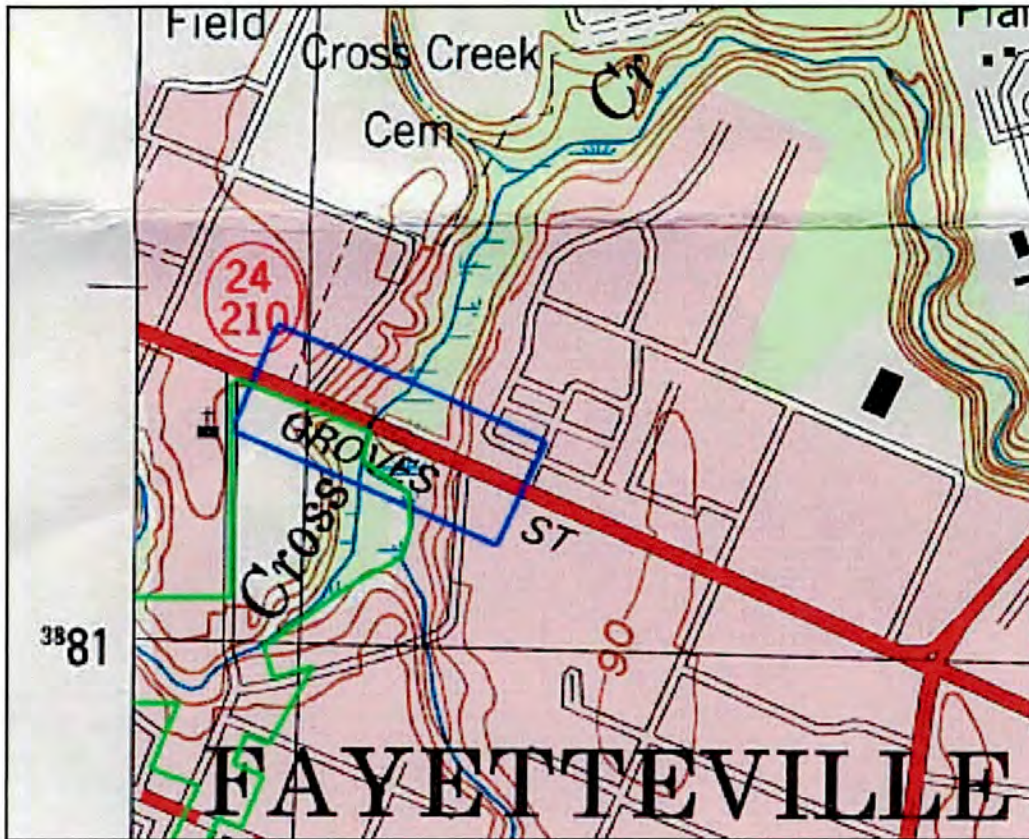 Field
Cross Creek
Cem
Cr
24
210
GROVES
ST
Cross
³⁸81
90
FAYETTEVILLE